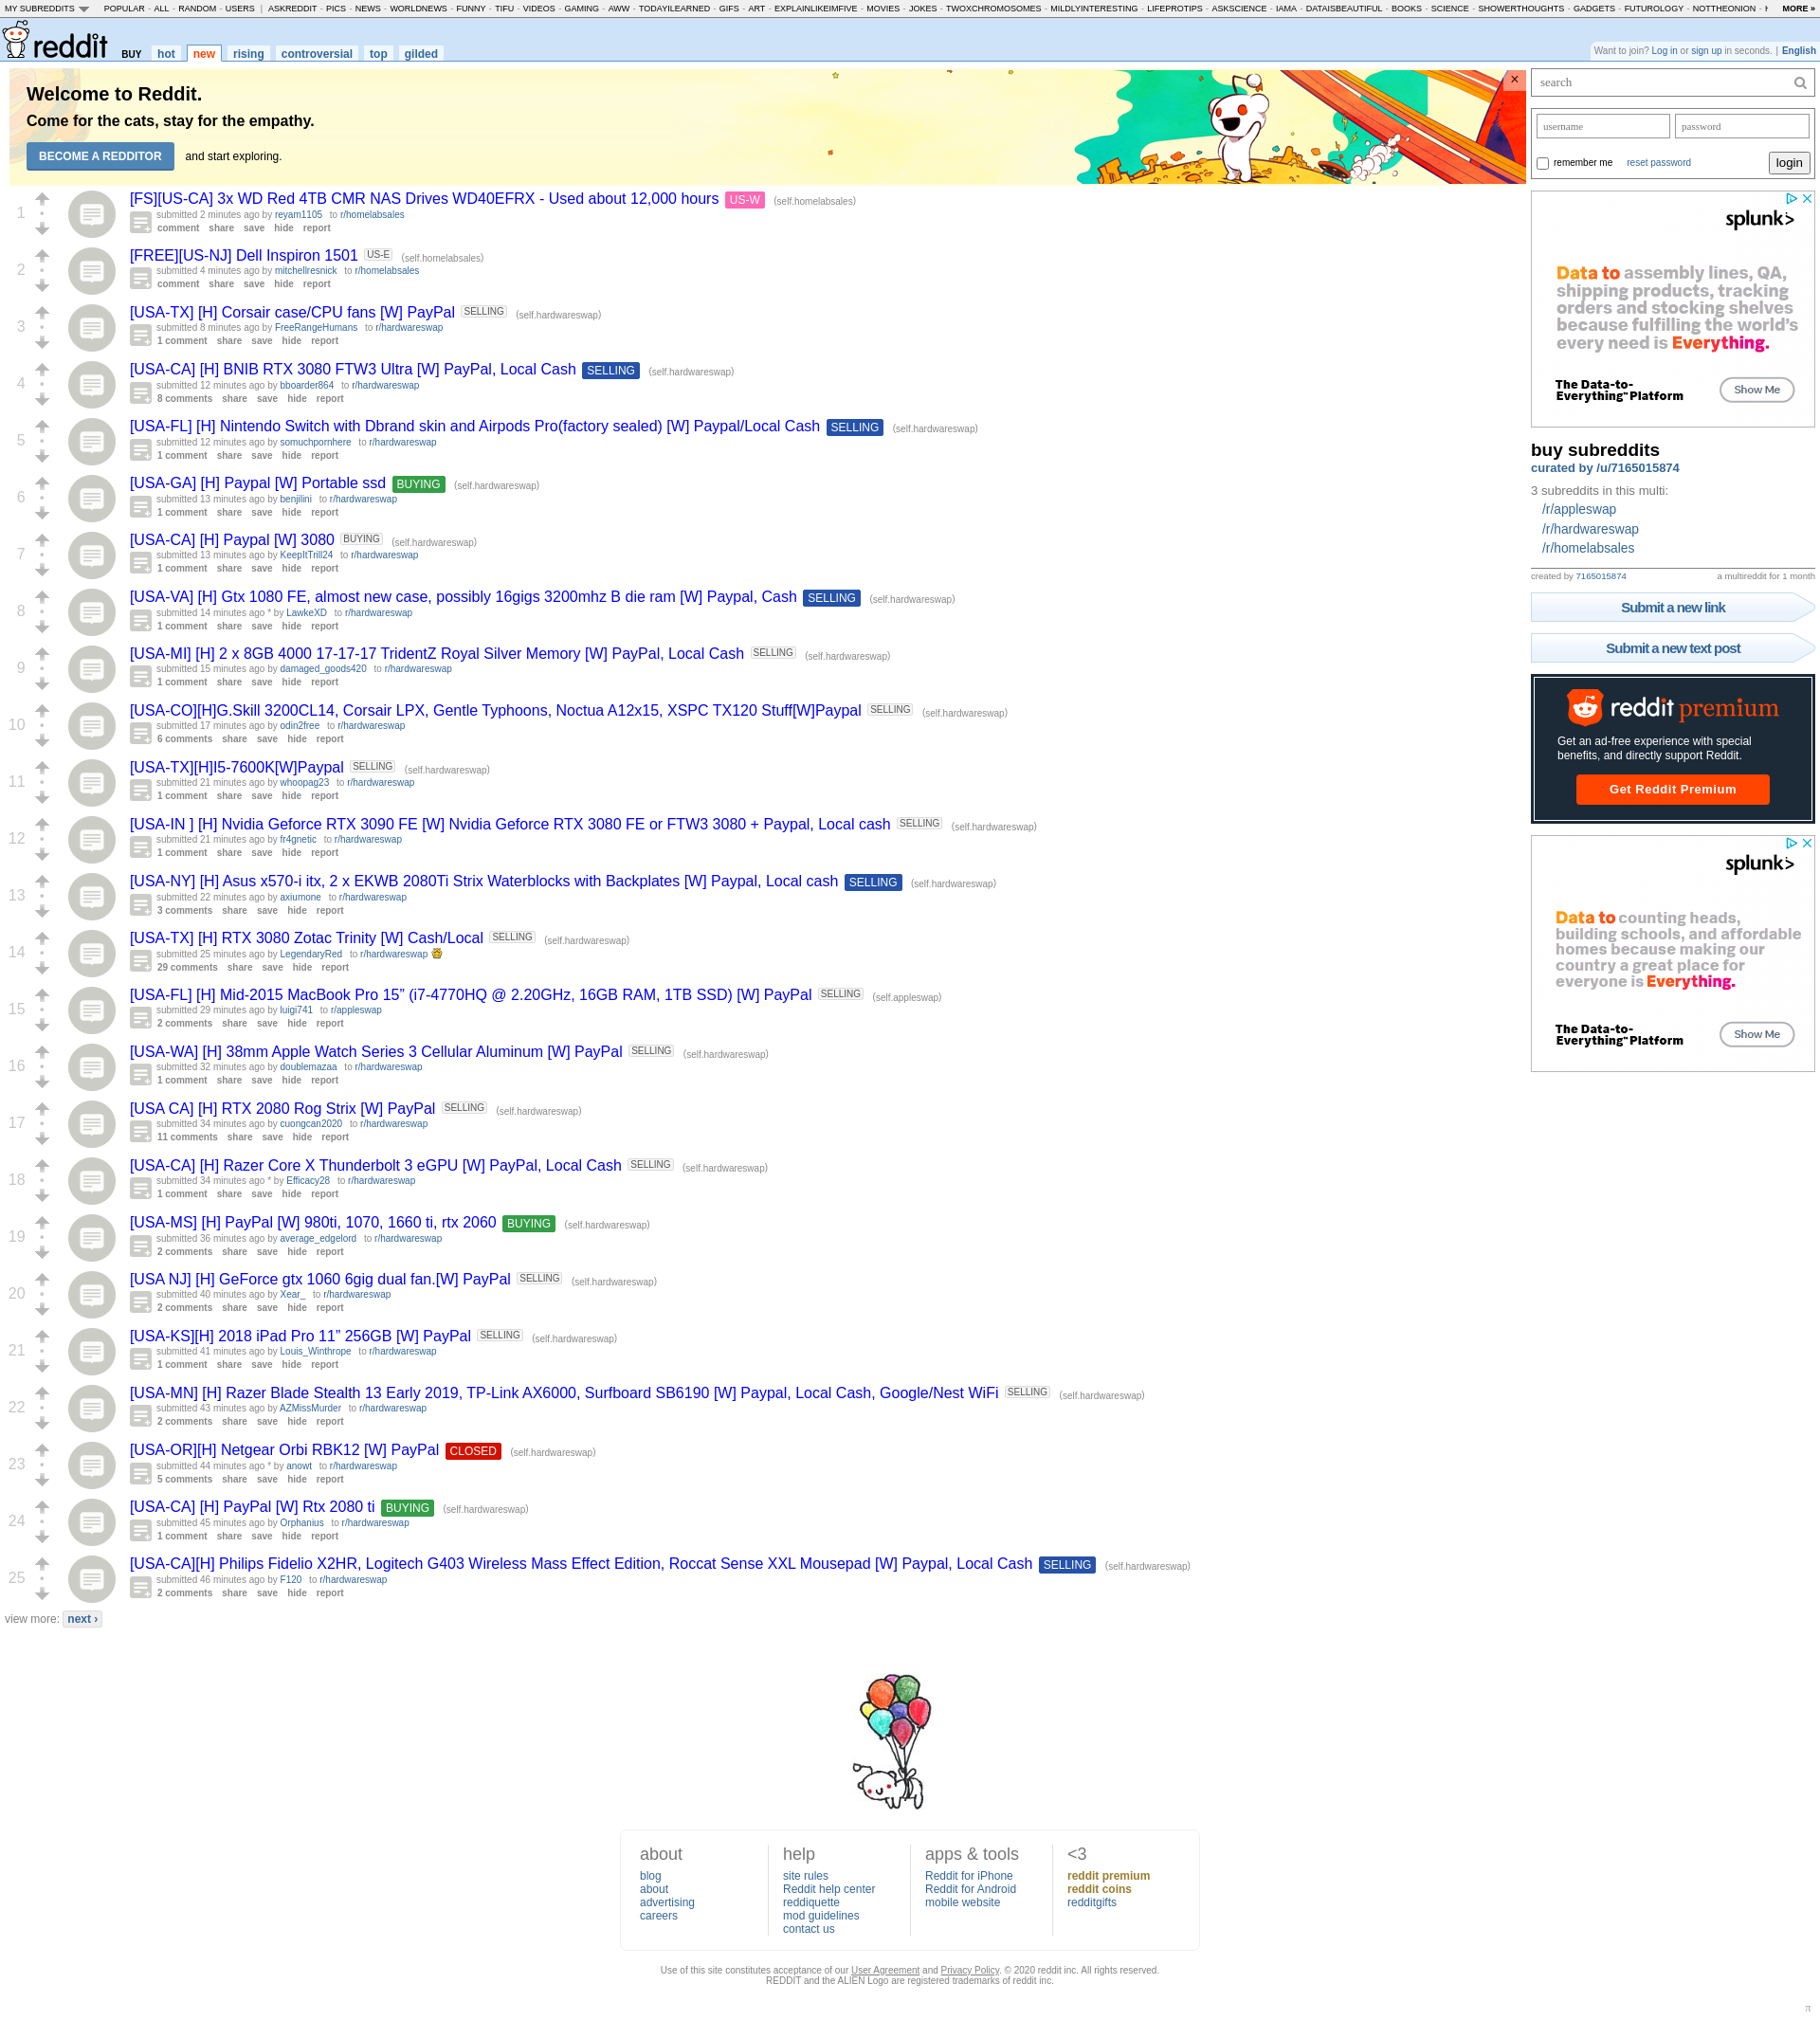 MY SUBREDDITS POPULAR - ALL - RANDOM - USERS | ASKREDDIT - PICS - NEWS - WORLDNEWS - FUNNY - TIFU - VIDEOS - GAMING - AWW - TODAYILEARNED - GIFS - ART - EXPLAINLIKEIMFIVE - MOVIES - JOKES - TWOXCHROMOSOMES - MILDLYINTERESTING - LIFEPROTIPS - ASKSCIENCE - IAMA - DATAISBEAUTIFUL - BOOKS - SCIENCE - SHOWERTHOUGHTS - GADGETS - FUTUROLOGY - NOTTHEONION - MORE »
reddit BUY hot new rising controversial top gilded
Want to join? Log in or sign up in seconds. | English
Welcome to Reddit.
Come for the cats, stay for the empathy.
BECOME A REDDITOR and start exploring.
×
1
[FS][US-CA] 3x WD Red 4TB CMR NAS Drives WD40EFRX - Used about 12,000 hours US-W (self.homelabsales)
submitted 2 minutes ago by reyam1105 to r/homelabsales
comment share save hide report
2
[FREE][US-NJ] Dell Inspiron 1501 US-E (self.homelabsales)
submitted 4 minutes ago by mitchellresnick to r/homelabsales
comment share save hide report
3
[USA-TX] [H] Corsair case/CPU fans [W] PayPal SELLING (self.hardwareswap)
submitted 8 minutes ago by FreeRangeHumans to r/hardwareswap
1 comment share save hide report
4
[USA-CA] [H] BNIB RTX 3080 FTW3 Ultra [W] PayPal, Local Cash SELLING (self.hardwareswap)
submitted 12 minutes ago by bboarder864 to r/hardwareswap
8 comments share save hide report
5
[USA-FL] [H] Nintendo Switch with Dbrand skin and Airpods Pro(factory sealed) [W] Paypal/Local Cash SELLING (self.hardwareswap)
submitted 12 minutes ago by somuchpornhere to r/hardwareswap
1 comment share save hide report
6
[USA-GA] [H] Paypal [W] Portable ssd BUYING (self.hardwareswap)
submitted 13 minutes ago by benjilini to r/hardwareswap
1 comment share save hide report
7
[USA-CA] [H] Paypal [W] 3080 BUYING (self.hardwareswap)
submitted 13 minutes ago by KeepItTrill24 to r/hardwareswap
1 comment share save hide report
8
[USA-VA] [H] Gtx 1080 FE, almost new case, possibly 16gigs 3200mhz B die ram [W] Paypal, Cash SELLING (self.hardwareswap)
submitted 14 minutes ago * by LawkeXD to r/hardwareswap
1 comment share save hide report
9
[USA-MI] [H] 2 x 8GB 4000 17-17-17 TridentZ Royal Silver Memory [W] PayPal, Local Cash SELLING (self.hardwareswap)
submitted 15 minutes ago by damaged_goods420 to r/hardwareswap
1 comment share save hide report
10
[USA-CO][H]G.Skill 3200CL14, Corsair LPX, Gentle Typhoons, Noctua A12x15, XSPC TX120 Stuff[W]Paypal SELLING (self.hardwareswap)
submitted 17 minutes ago by odin2free to r/hardwareswap
6 comments share save hide report
11
[USA-TX][H]I5-7600K[W]Paypal SELLING (self.hardwareswap)
submitted 21 minutes ago by whoopag23 to r/hardwareswap
1 comment share save hide report
12
[USA-IN ] [H] Nvidia Geforce RTX 3090 FE [W] Nvidia Geforce RTX 3080 FE or FTW3 3080 + Paypal, Local cash SELLING (self.hardwareswap)
submitted 21 minutes ago by fr4gnetic to r/hardwareswap
1 comment share save hide report
13
[USA-NY] [H] Asus x570-i itx, 2 x EKWB 2080Ti Strix Waterblocks with Backplates [W] Paypal, Local cash SELLING (self.hardwareswap)
submitted 22 minutes ago by axiumone to r/hardwareswap
3 comments share save hide report
14
[USA-TX] [H] RTX 3080 Zotac Trinity [W] Cash/Local SELLING (self.hardwareswap)
submitted 25 minutes ago by LegendaryRed to r/hardwareswap
29 comments share save hide report
15
[USA-FL] [H] Mid-2015 MacBook Pro 15” (i7-4770HQ @ 2.20GHz, 16GB RAM, 1TB SSD) [W] PayPal SELLING (self.appleswap)
submitted 29 minutes ago by luigi741 to r/appleswap
2 comments share save hide report
16
[USA-WA] [H] 38mm Apple Watch Series 3 Cellular Aluminum [W] PayPal SELLING (self.hardwareswap)
submitted 32 minutes ago by doublemazaa to r/hardwareswap
1 comment share save hide report
17
[USA CA] [H] RTX 2080 Rog Strix [W] PayPal SELLING (self.hardwareswap)
submitted 34 minutes ago by cuongcan2020 to r/hardwareswap
11 comments share save hide report
18
[USA-CA] [H] Razer Core X Thunderbolt 3 eGPU [W] PayPal, Local Cash SELLING (self.hardwareswap)
submitted 34 minutes ago * by Efficacy28 to r/hardwareswap
1 comment share save hide report
19
[USA-MS] [H] PayPal [W] 980ti, 1070, 1660 ti, rtx 2060 BUYING (self.hardwareswap)
submitted 36 minutes ago by average_edgelord to r/hardwareswap
2 comments share save hide report
20
[USA NJ] [H] GeForce gtx 1060 6gig dual fan.[W] PayPal SELLING (self.hardwareswap)
submitted 40 minutes ago by Xear_ to r/hardwareswap
2 comments share save hide report
21
[USA-KS][H] 2018 iPad Pro 11” 256GB [W] PayPal SELLING (self.hardwareswap)
submitted 41 minutes ago by Louis_Winthrope to r/hardwareswap
1 comment share save hide report
22
[USA-MN] [H] Razer Blade Stealth 13 Early 2019, TP-Link AX6000, Surfboard SB6190 [W] Paypal, Local Cash, Google/Nest WiFi SELLING (self.hardwareswap)
submitted 43 minutes ago by AZMissMurder to r/hardwareswap
2 comments share save hide report
23
[USA-OR][H] Netgear Orbi RBK12 [W] PayPal CLOSED (self.hardwareswap)
submitted 44 minutes ago * by anowt to r/hardwareswap
5 comments share save hide report
24
[USA-CA] [H] PayPal [W] Rtx 2080 ti BUYING (self.hardwareswap)
submitted 45 minutes ago by Orphanius to r/hardwareswap
1 comment share save hide report
25
[USA-CA][H] Philips Fidelio X2HR, Logitech G403 Wireless Mass Effect Edition, Roccat Sense XXL Mousepad [W] Paypal, Local Cash SELLING (self.hardwareswap)
submitted 46 minutes ago by F120 to r/hardwareswap
2 comments share save hide report
view more: next ›
search
username password
remember me reset password login
splunk>
Data to assembly lines, QA,
shipping products, tracking
orders and stocking shelves
because fulfilling the world's
every need is Everything.
The Data-to-
Everything™ Platform
Show Me
buy subreddits
curated by /u/7165015874
3 subreddits in this multi:
/r/appleswap
/r/hardwareswap
/r/homelabsales
created by 7165015874 a multireddit for 1 month
Submit a new link
Submit a new text post
reddit premium
Get an ad-free experience with special
benefits, and directly support Reddit.
Get Reddit Premium
splunk>
Data to counting heads,
building schools, and affordable
homes because making our
country a great place for
everyone is Everything.
The Data-to-
Everything™ Platform
Show Me
about
blog
about
advertising
careers
help
site rules
Reddit help center
reddiquette
mod guidelines
contact us
apps & tools
Reddit for iPhone
Reddit for Android
mobile website
<3
reddit premium
reddit coins
redditgifts
Use of this site constitutes acceptance of our User Agreement and Privacy Policy. © 2020 reddit inc. All rights reserved.
REDDIT and the ALIEN Logo are registered trademarks of reddit inc.
π